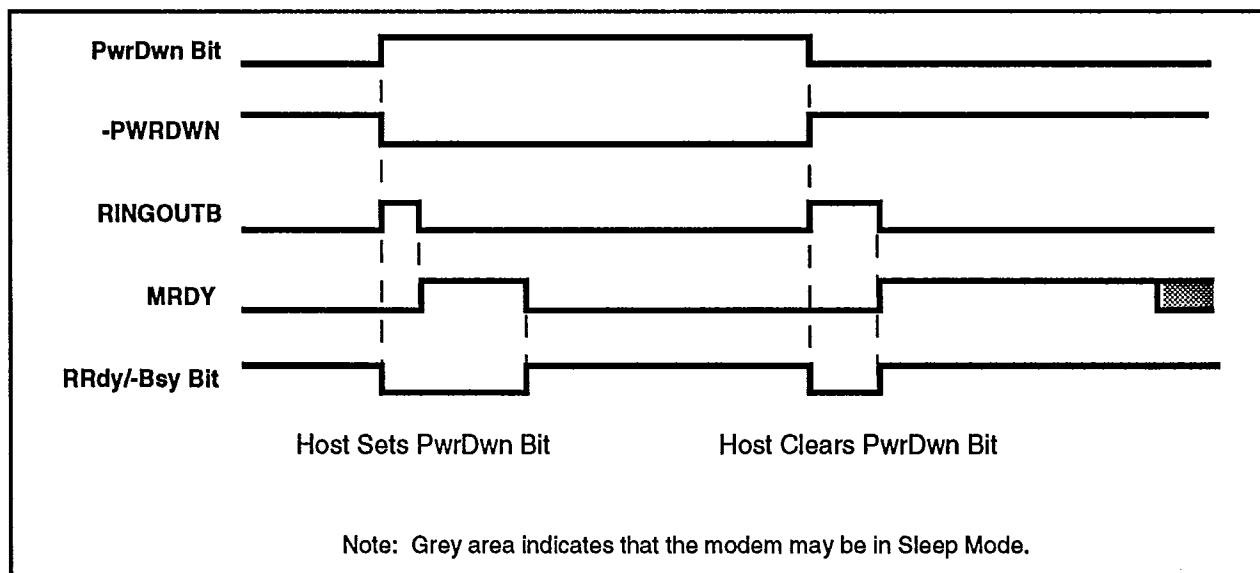 PwrDwn Bit
-PWRDWN
RINGOUTB
MRDY
RRdy/-Bsy Bit
Host Sets PwrDwn Bit
Host Clears PwrDwn Bit
Note: Grey area indicates that the modem may be in Sleep Mode.